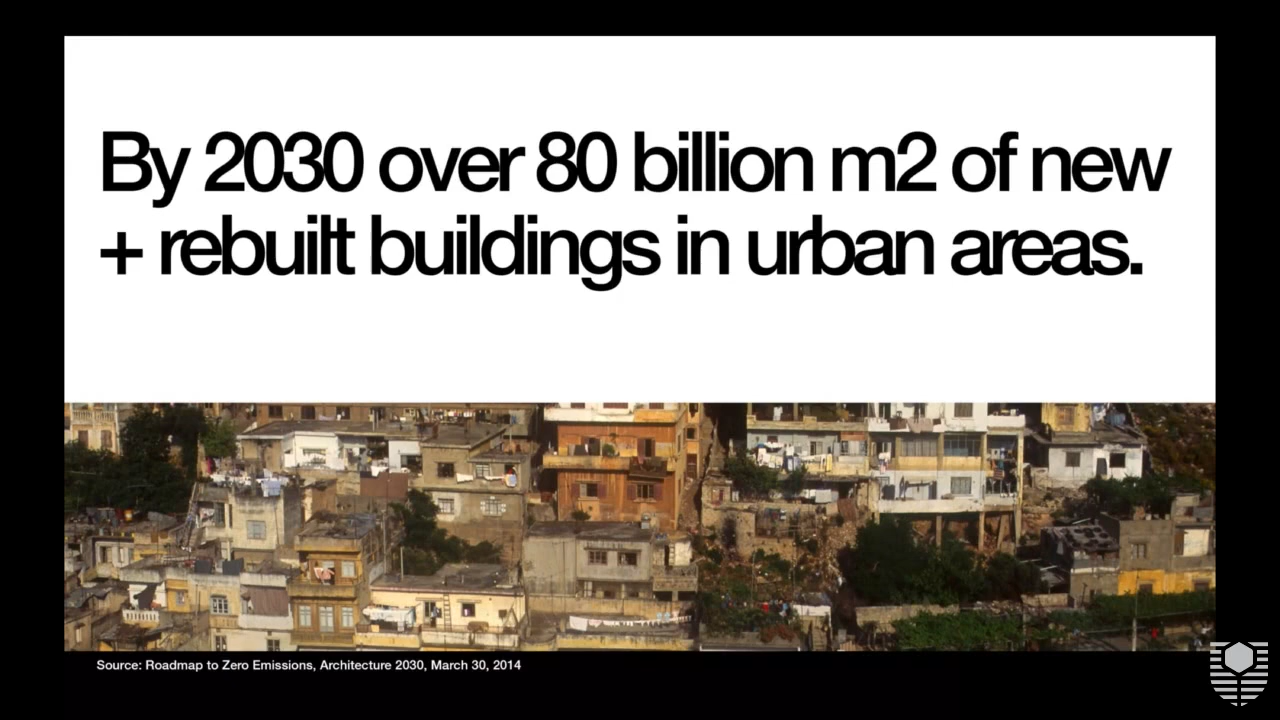 By 2030 over 80 billion m2 of new
+ rebuilt buildings in urban areas.
Source: Roadmap to Zero Emissions, Architecture 2030, March 30, 2014